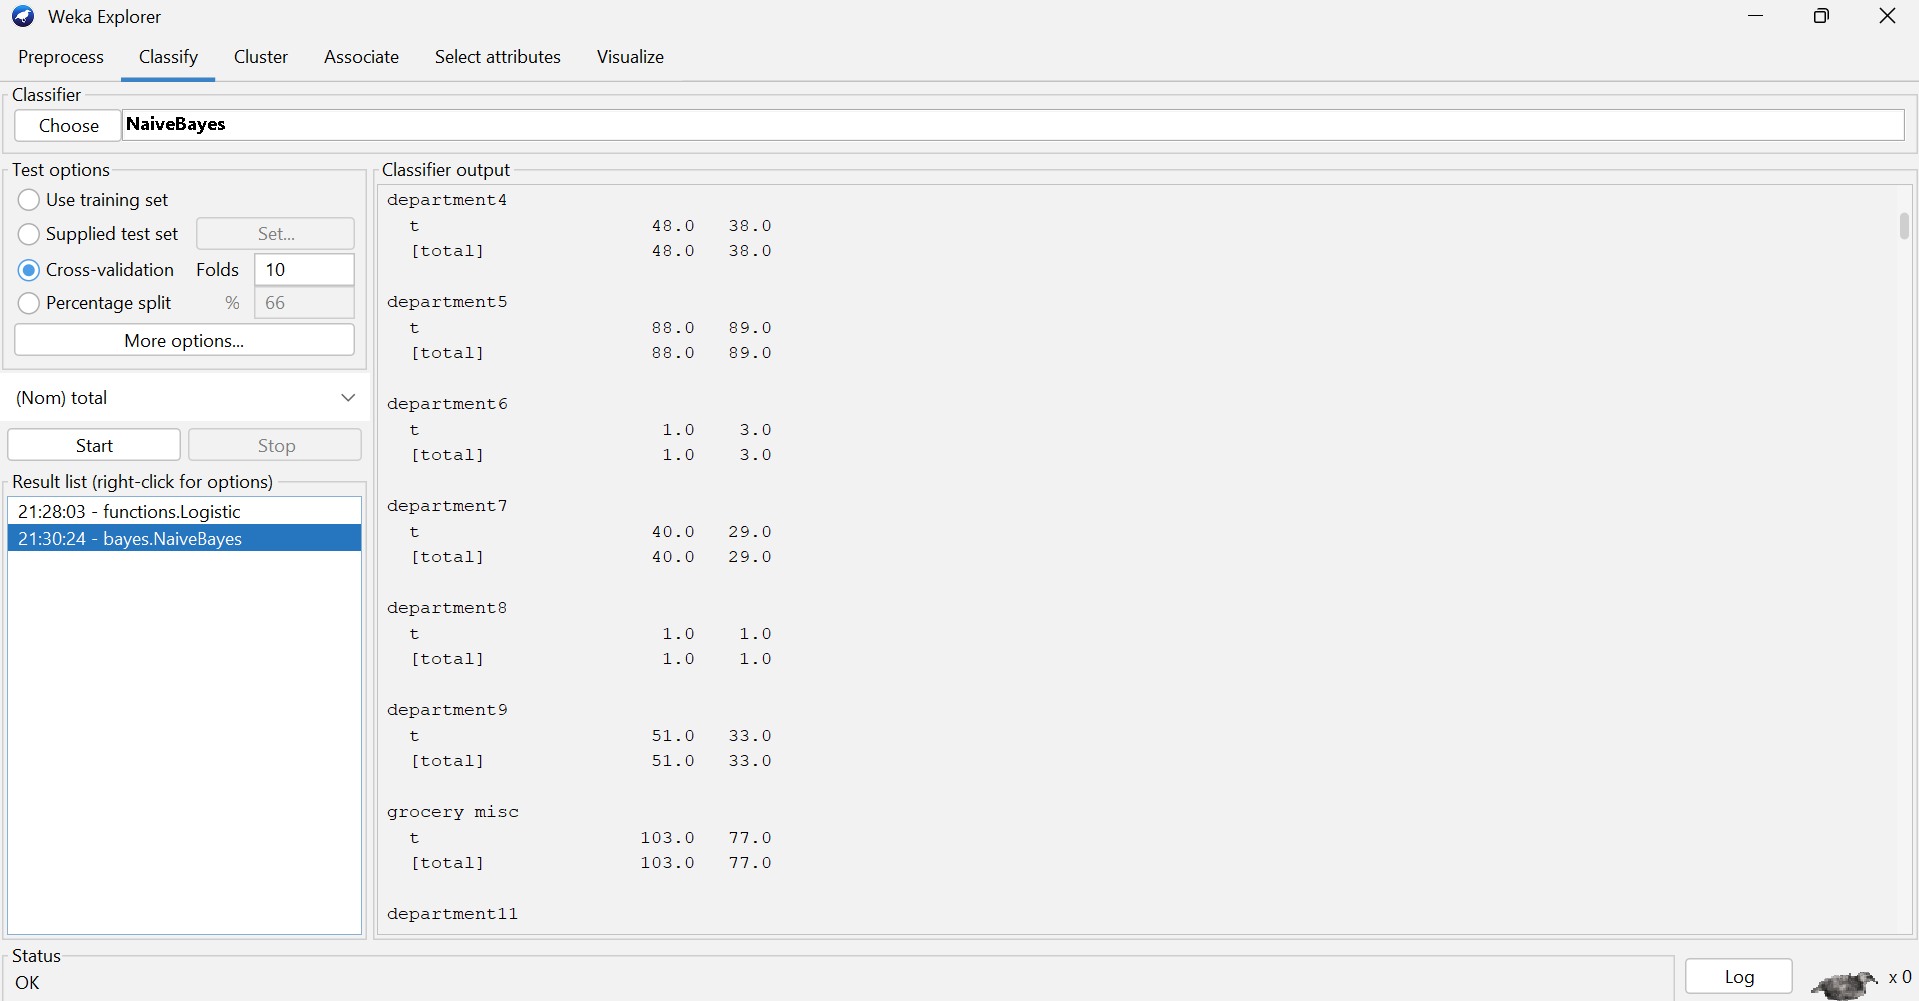 Weka Explorer
Preprocess Classify Cluster Associate Select attributes Visualize
Classifier
Choose NaiveBayes
Test options
Use training set
Supplied test set Set...
Cross-validation Folds 10
Percentage split % 66
More options...
(Nom) total
Start Stop
Result list (right-click for options)
21:28:03 - functions.Logistic
21:30:24 - bayes.NaiveBayes
Classifier output
department4
t 48.0 38.0
[total] 48.0 38.0
department5
t 88.0 89.0
[total] 88.0 89.0
department6
t 1.0 3.0
[total] 1.0 3.0
department7
t 40.0 29.0
[total] 40.0 29.0
department8
t 1.0 1.0
[total] 1.0 1.0
department9
t 51.0 33.0
[total] 51.0 33.0
grocery misc
t 103.0 77.0
[total] 103.0 77.0
department11
Status
OK
Log x 0